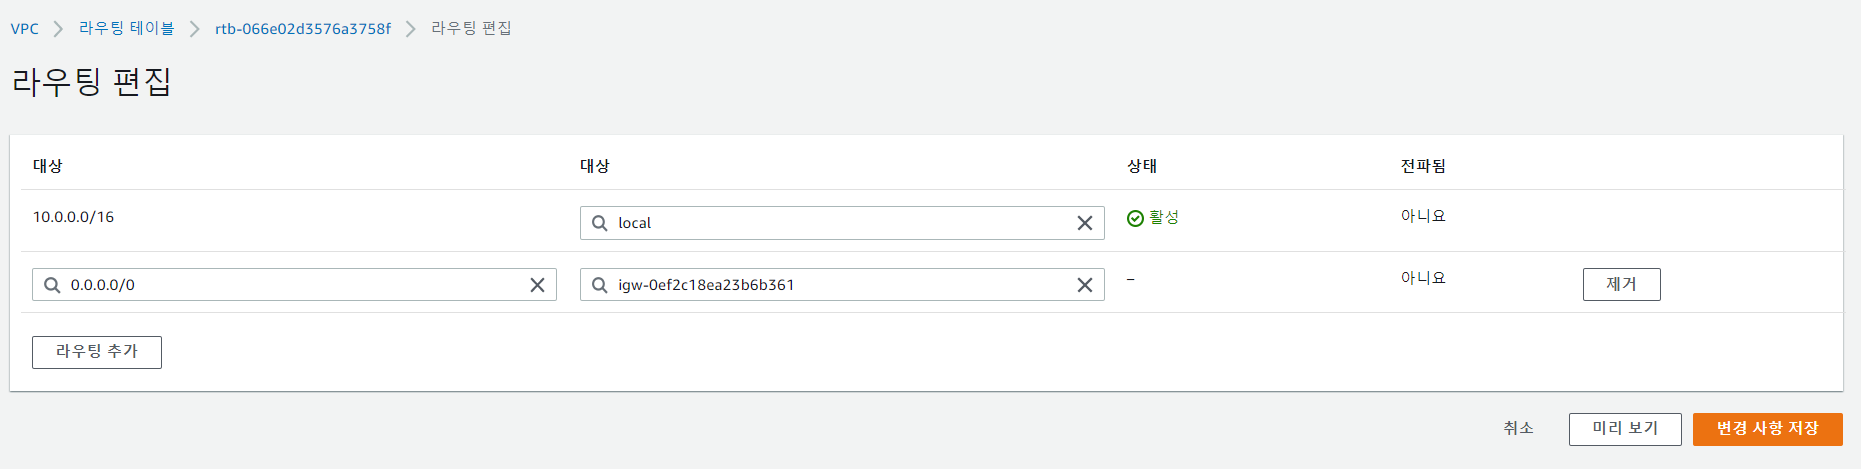 VPC 라우팅 테이블 rtb-066e02d3576a3758f 라우팅 편집
라우팅 편집
대상 대상 상태 전파됨
10.0.0.0/16 local 활성 아니요
0.0.0.0/0 igw-0ef2c18ea23b6b361 – 아니요 제거
라우팅 추가
취소 미리 보기 변경 사항 저장